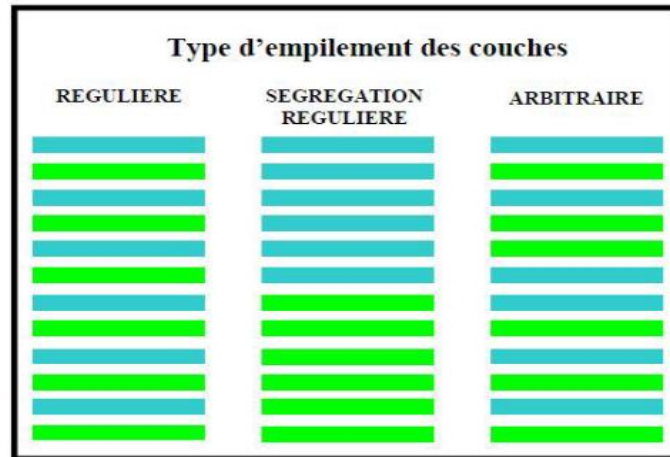 Type d'empilement des couches
REGULIERE
SEGREGATION
REGULIERE
ARBITRAIRE